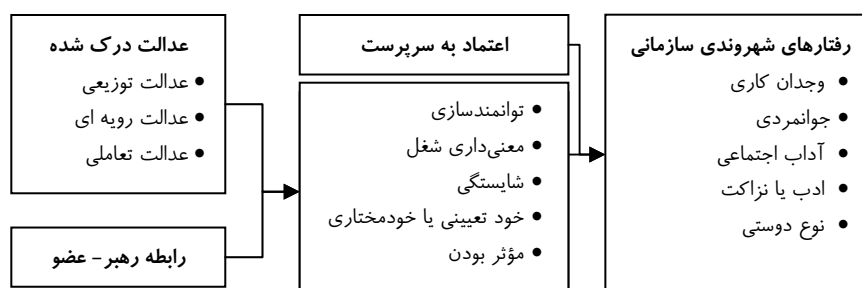 رفتارهای شهروندی سازمانی
● وجدان کاری
● جوانمردی
● آداب اجتماعی
● ادب یا نزاکت
● نوع دوستی
اعتماد به سرپرست
● توانمندسازی
● معنی‌داری شغل
● شایستگی
● خود تعیینی یا خودمختاری
● مؤثر بودن
عدالت درک شده
● عدالت توزیعی
● عدالت رویه ای
● عدالت تعاملی
رابطه رهبر – عضو